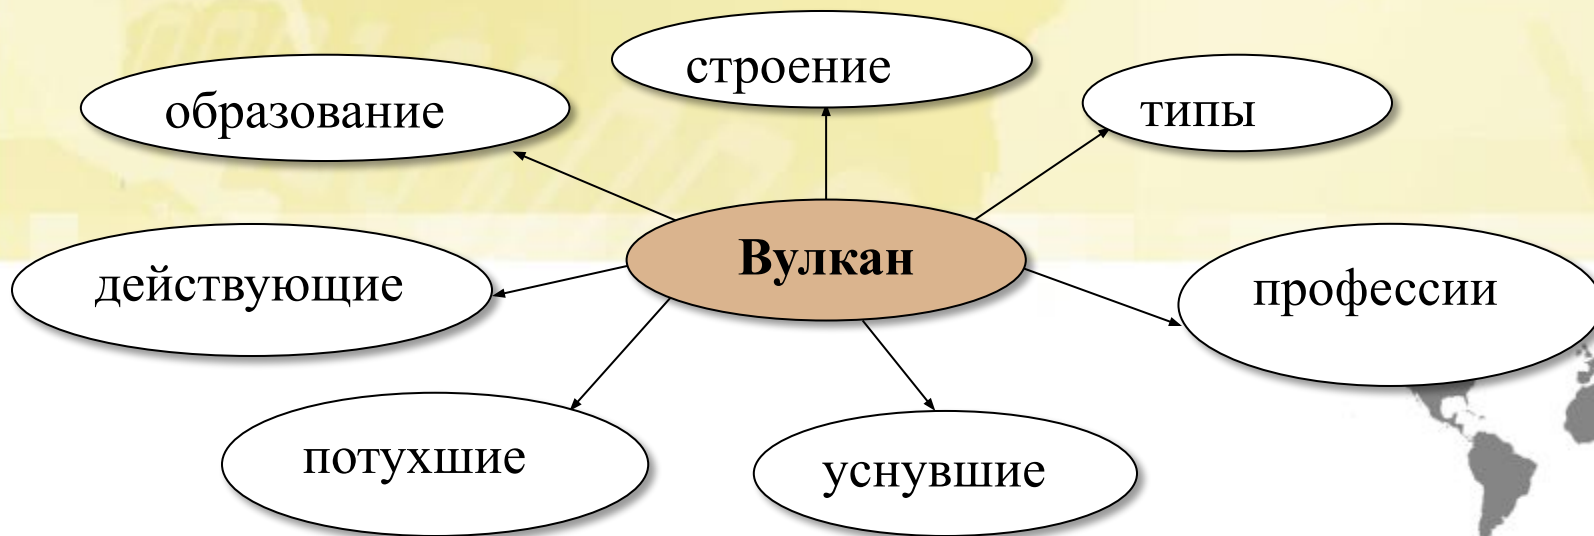 строение
образование
типы
Вулкан
действующие
профессии
потухшие
уснувшие